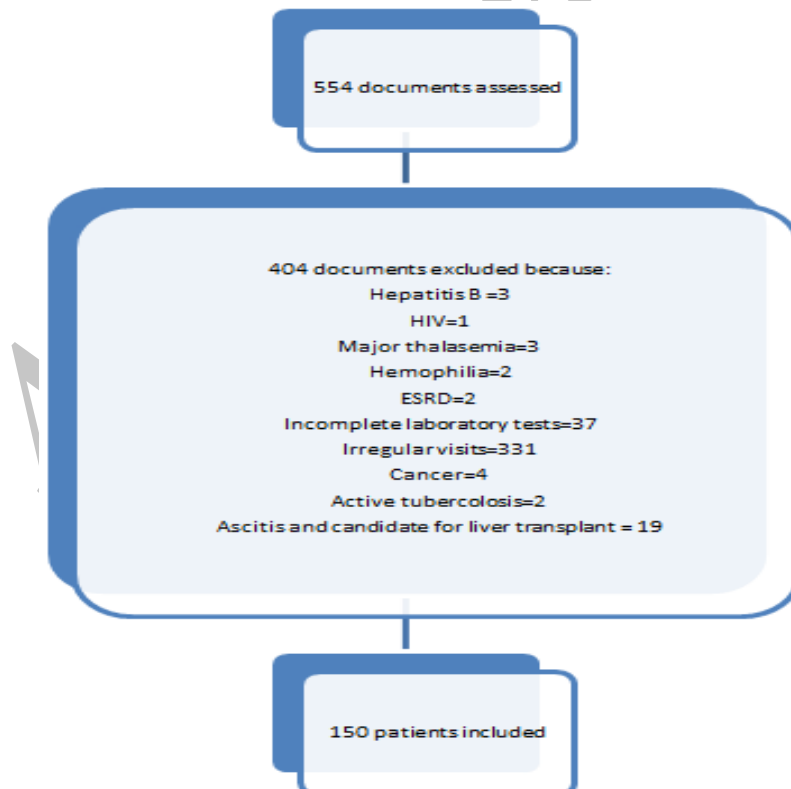 554 documents assessed
404 documents excluded because:
Hepatitis B =3
HIV=1
Major thalasemia=3
Hemophilia=2
ESRD=2
Incomplete laboratory tests=37
Irregular visits=331
Cancer=4
Active tubercolosis=2
Ascitis and candidate for liver transplant = 19
150 patients included